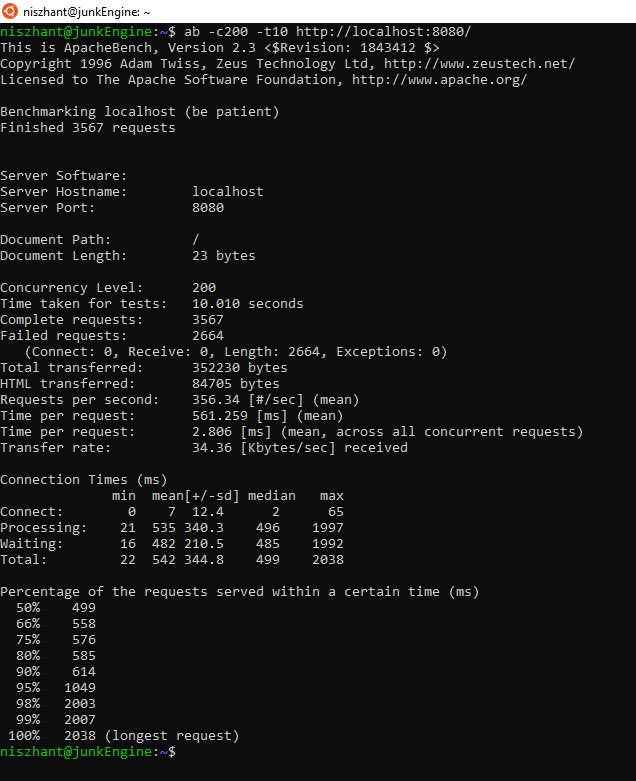 niszhant@junkEngine: ~
niszhant@junkEngine:~$ ab -c200 -t10 http://localhost:8080/
This is ApacheBench, Version 2.3 <$Revision: 1843412 $>
Copyright 1996 Adam Twiss, Zeus Technology Ltd, http://www.zeustech.net/
Licensed to The Apache Software Foundation, http://www.apache.org/

Benchmarking localhost (be patient)
Finished 3567 requests


Server Software:
Server Hostname:        localhost
Server Port:            8080

Document Path:          /
Document Length:        23 bytes

Concurrency Level:      200
Time taken for tests:   10.010 seconds
Complete requests:      3567
Failed requests:        2664
   (Connect: 0, Receive: 0, Length: 2664, Exceptions: 0)
Total transferred:      352230 bytes
HTML transferred:       84705 bytes
Requests per second:    356.34 [#/sec] (mean)
Time per request:       561.259 [ms] (mean)
Time per request:       2.806 [ms] (mean, across all concurrent requests)
Transfer rate:          34.36 [Kbytes/sec] received

Connection Times (ms)
              min  mean[+/-sd] median   max
Connect:        0    7  12.4      2      65
Processing:    21  535 340.3    496    1997
Waiting:       16  482 210.5    485    1992
Total:         22  542 344.8    499    2038

Percentage of the requests served within a certain time (ms)
  50%    499
  66%    558
  75%    576
  80%    585
  90%    614
  95%   1049
  98%   2003
  99%   2007
 100%   2038 (longest request)
niszhant@junkEngine:~$